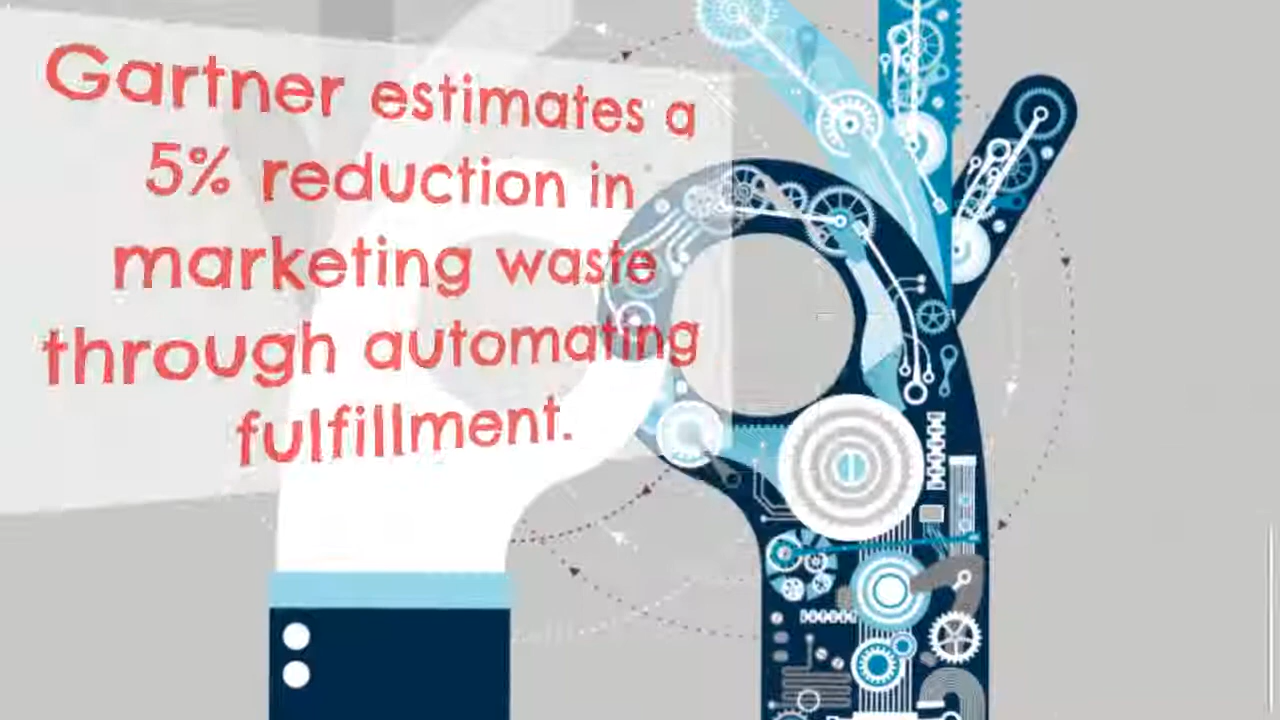 Gartner estimates a
5% reduction in
marketing waste
through automating
fulfillment.